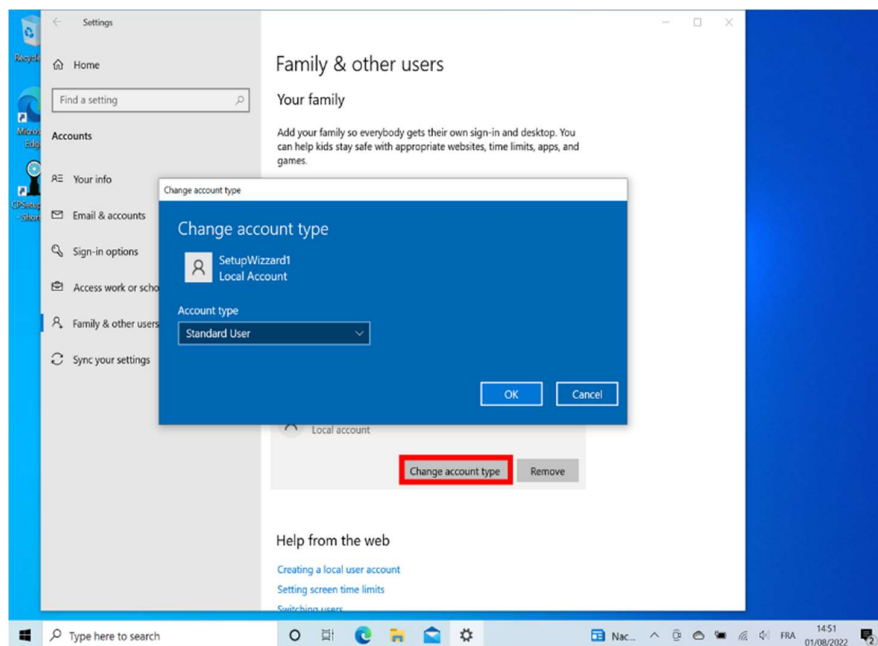 Settings
Home
Find a setting
Accounts
Your info
Email & accounts
Sign-in options
Access work or scho
Family & other users
Sync your settings
Family & other users
Your family
Add your family so everybody gets their own sign-in and desktop. You
can help kids stay safe with appropriate websites, time limits, apps, and
games.
Change account type
Change account type
SetupWizzard1
Local Account
Account type
Standard User
OK
Cancel
Local account
Change account type
Remove
Help from the web
Creating a local user account
Setting screen time limits
Switching users
Type here to search
Nac...
FRA
14:51
01/08/2022
2